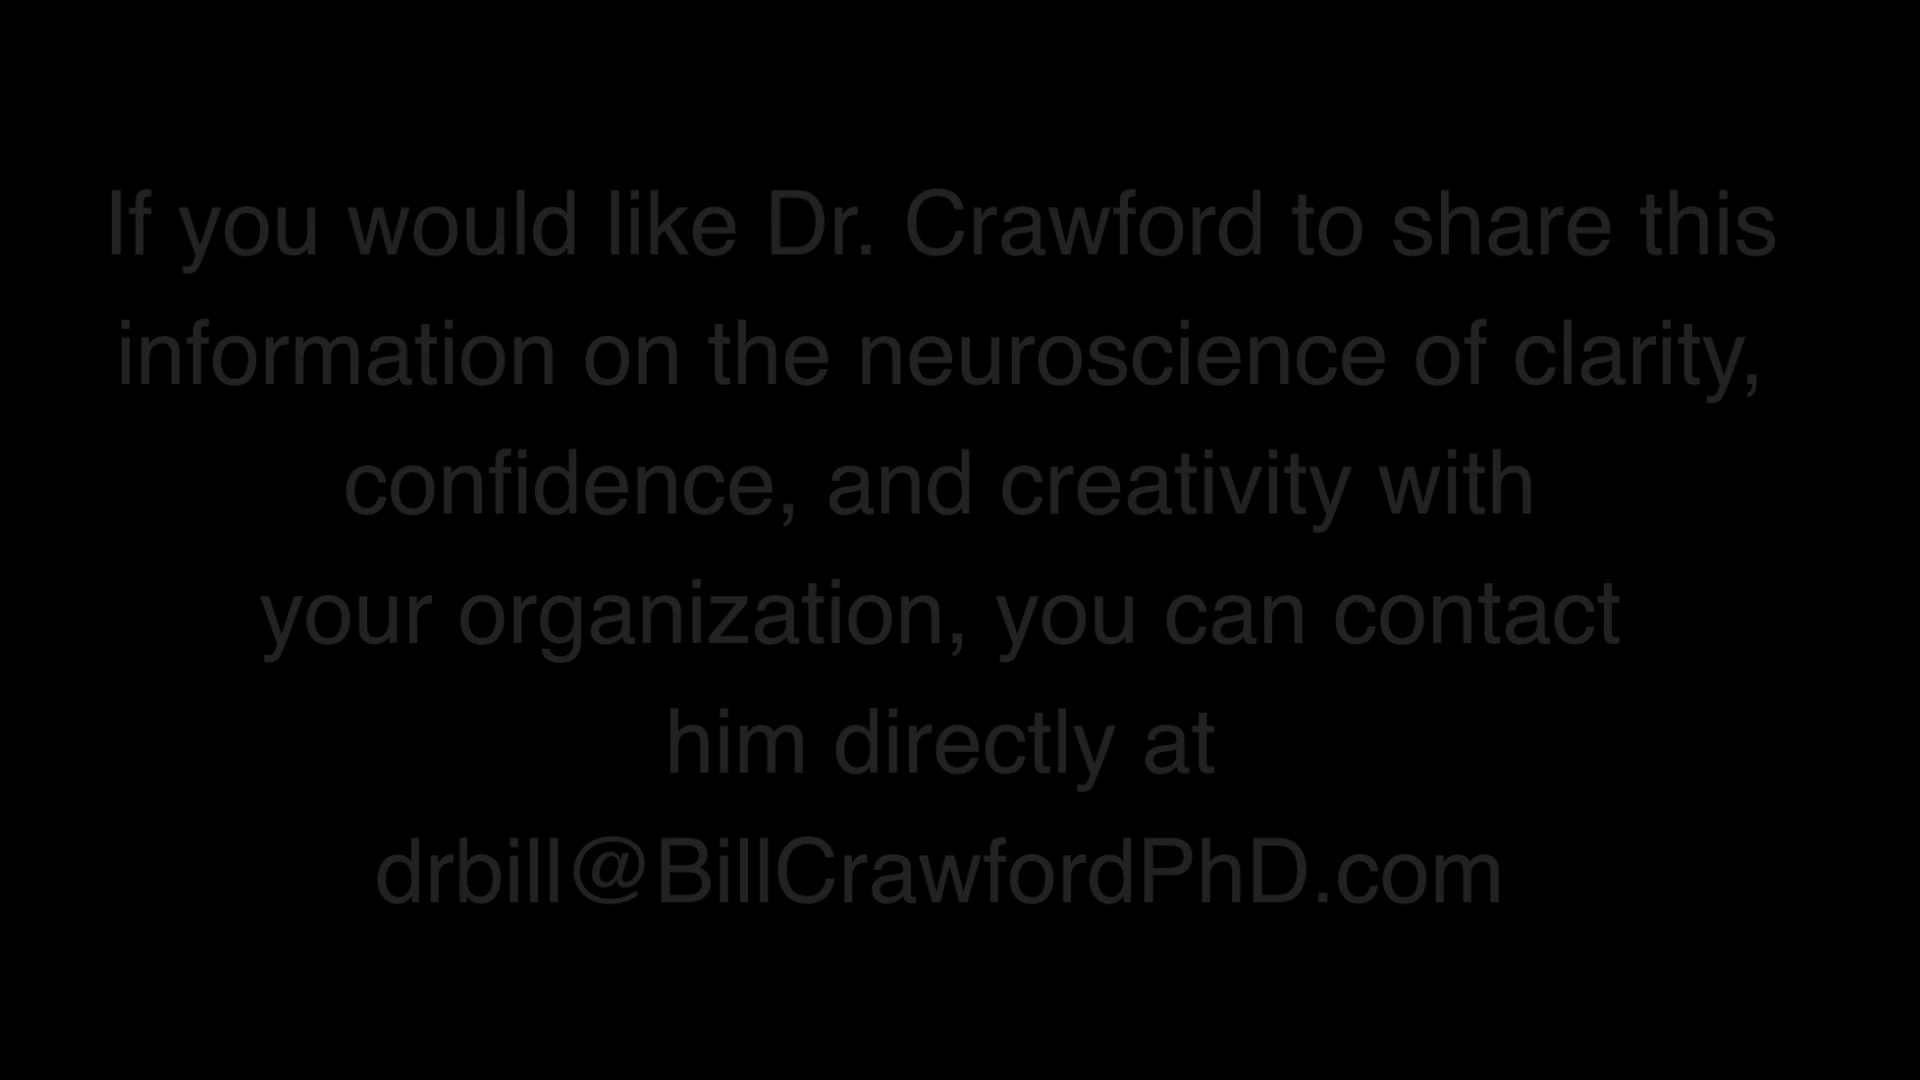 If you would like Dr. Crawford to share this
information on the neuroscience of clarity,
confidence, and creativity with
your organization, you can contact
him directly at
drbill@BillCrawfordPhD.com